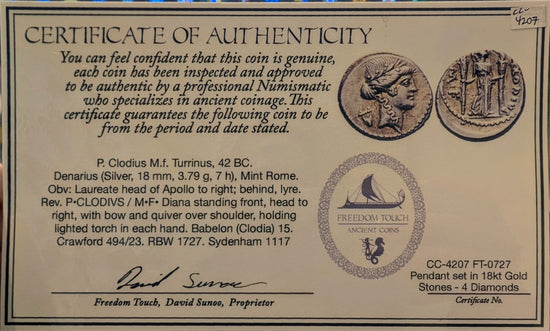 CC-
4207
CERTIFICATE OF AUTHENTICITY
You can feel confident that this coin is genuine,
each coin has been inspected and approved
to be authentic by a professional Numismatic
who specializes in ancient coinage. This
certificate guarantees the following coin to be
from the period and date stated.
P. Clodius M.f. Turrinus, 42 BC.
Denarius (Silver, 18 mm, 3.79 g, 7 h), Mint Rome.
Obv: Laureate head of Apollo to right; behind, lyre.
Rev. P•CLODIVS / M•F• Diana standing front, head to
right, with bow and quiver over shoulder, holding
lighted torch in each hand. Babelon (Clodia) 15.
Crawford 494/23. RBW 1727. Sydenham 1117
FREEDOM TOUCH
ANCIENT COINS
David Sunoo
Freedom Touch, David Sunoo, Proprietor
CC-4207 FT-0727
Pendant set in 18kt Gold
Stones - 4 Diamonds
Certificate No.